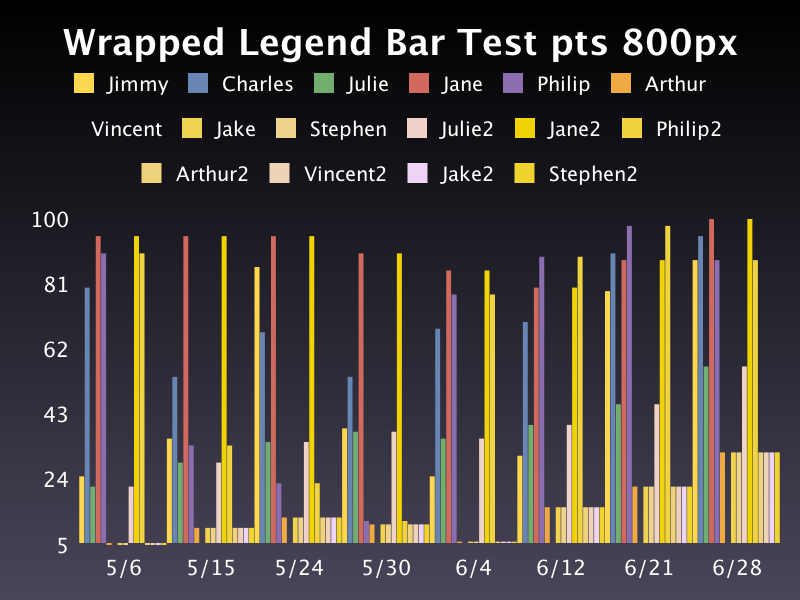 Wrapped Legend Bar Test pts 800px
Jimmy Charles Julie Jane Philip Arthur
Vincent Jake Stephen Julie2 Jane2 Philip2
Arthur2 Vincent2 Jake2 Stephen2
100
81
62
43
24
5
5/6 5/15 5/24 5/30 6/4 6/12 6/21 6/28